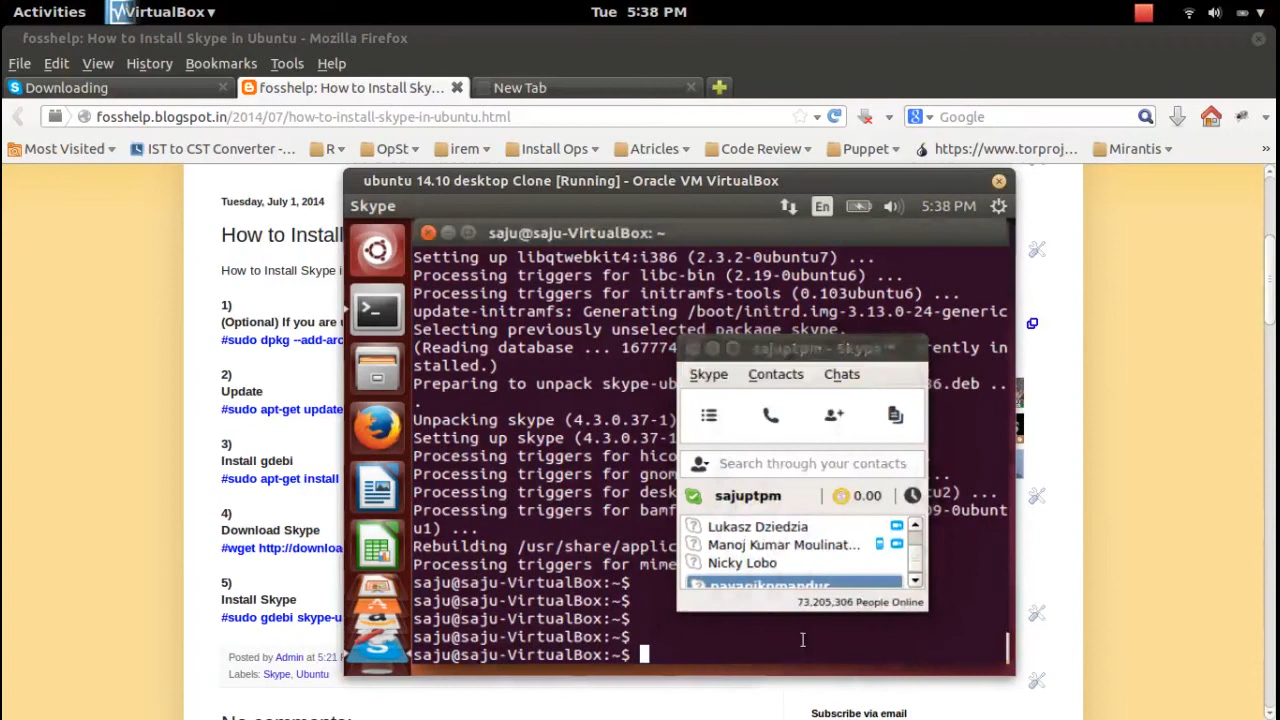 Activities VirtualBox▾ Tue 5:38 PM
fosshelp: How to Install Skype in Ubuntu - Mozilla Firefox
File Edit View History Bookmarks Tools Help
Downloading fosshelp: How to Install Sky... New Tab
fosshelp.blogspot.in/2014/07/how-to-install-skype-in-ubuntu.html Google
Most Visited IST to CST Converter -... R OpSt irem Install Ops Atricles Code Review Puppet https://www.torproj... Mirantis »
Tuesday, July 1, 2014
How to Install
How to Install Skype i
1)
(Optional) If you are u
#sudo dpkg --add-arc
2)
Update
#sudo apt-get update
3)
Install gdebi
#sudo apt-get install
4)
Download Skype
#wget http://downloa
5)
Install Skype
#sudo gdebi skype-u
Posted by Admin at 5:21
Labels: Skype, Ubuntu
No comments:
Subscribe via email
ubuntu 14.10 desktop Clone [Running] - Oracle VM VirtualBox
Skype En 5:38 PM
saju@saju-VirtualBox: ~
Setting up libqtwebkit4:i386 (2.3.2-0ubuntu7) ...
Processing triggers for libc-bin (2.19-0ubuntu6) ...
Processing triggers for initramfs-tools (0.103ubuntu6) ...
update-initramfs: Generating /boot/initrd.img-3.13.0-24-generic
Selecting previously unselected package skype.
(Reading database ... 167774 rently in
stalled.)
Preparing to unpack skype-ub 86.deb ..
.
Unpacking skype (4.3.0.37-1)
Setting up skype (4.3.0.37-1
Processing triggers for hico
Processing triggers for gnom ..
Processing triggers for desk tu2) ...
Processing triggers for bamf 09-0ubunt
u1) ...
Rebuilding /usr/share/applic
Processing triggers for mime
saju@saju-VirtualBox:~$
saju@saju-VirtualBox:~$
saju@saju-VirtualBox:~$
saju@saju-VirtualBox:~$
saju@saju-VirtualBox:~$
sajuptpm - Skype™
Skype Contacts Chats
Search through your contacts
sajuptpm 0.00
Lukasz Dziedzia
Manoj Kumar Moulinat...
Nicky Lobo
73,205,306 People Online